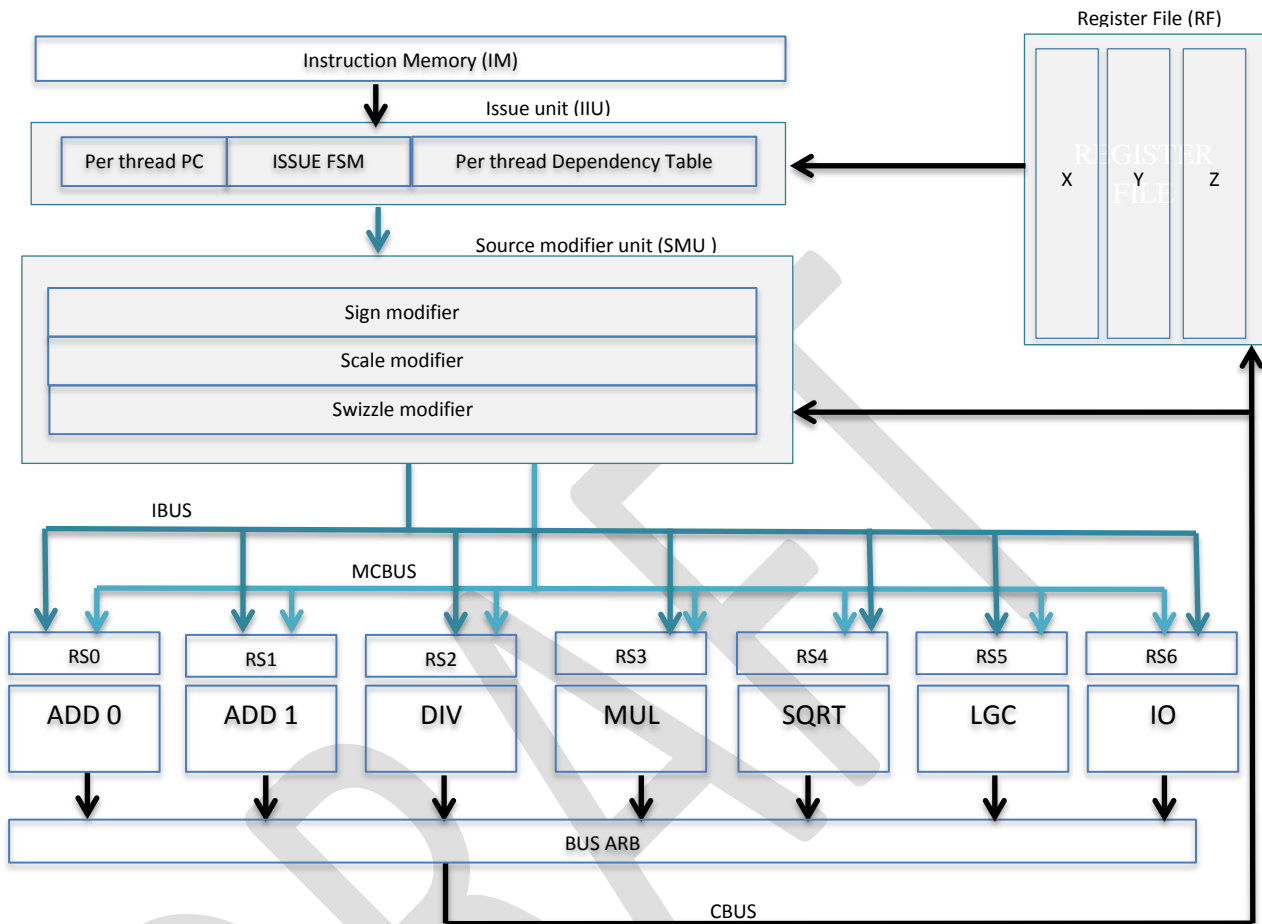 Register File (RF)
Instruction Memory (IM)
Issue unit (IIU)
Per thread PC
ISSUE FSM
Per thread Dependency Table
REGISTER
FILE
X
Y
Z
Source modifier unit (SMU )
Sign modifier
Scale modifier
Swizzle modifier
IBUS
MCBUS
RS0
RS1
RS2
RS3
RS4
RS5
RS6
ADD 0
ADD 1
DIV
MUL
SQRT
LGC
IO
BUS ARB
CBUS
DRAFT